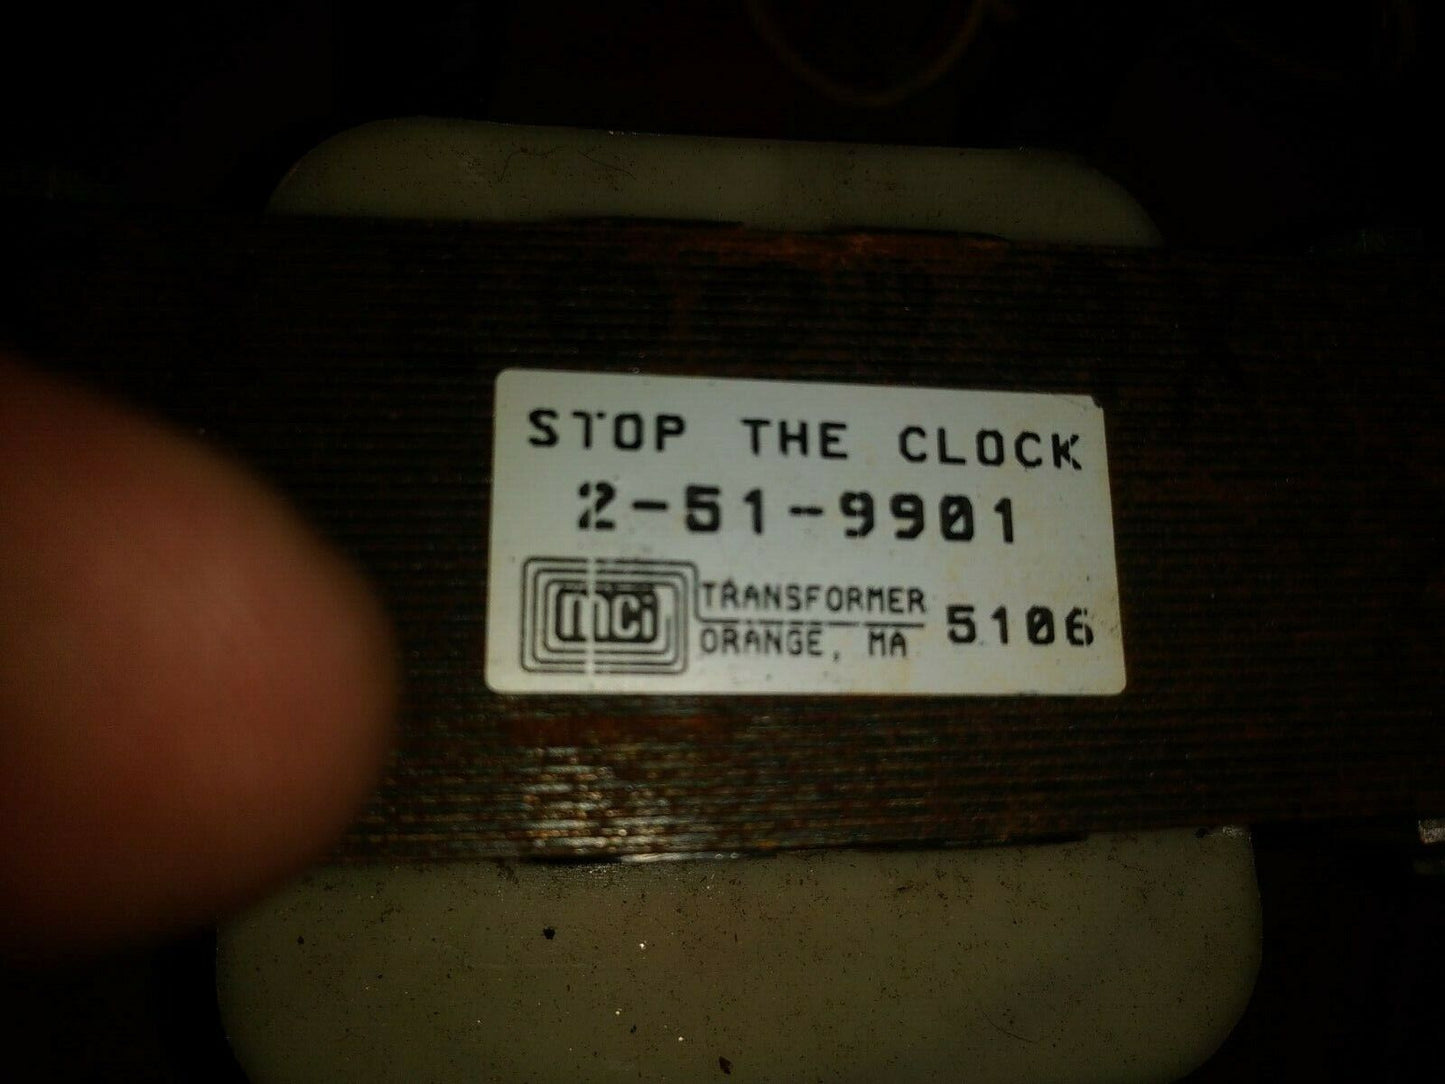 STOP THE CLOCK
2-51-9901
mci TRANSFORMER
ORANGE, MA 5106